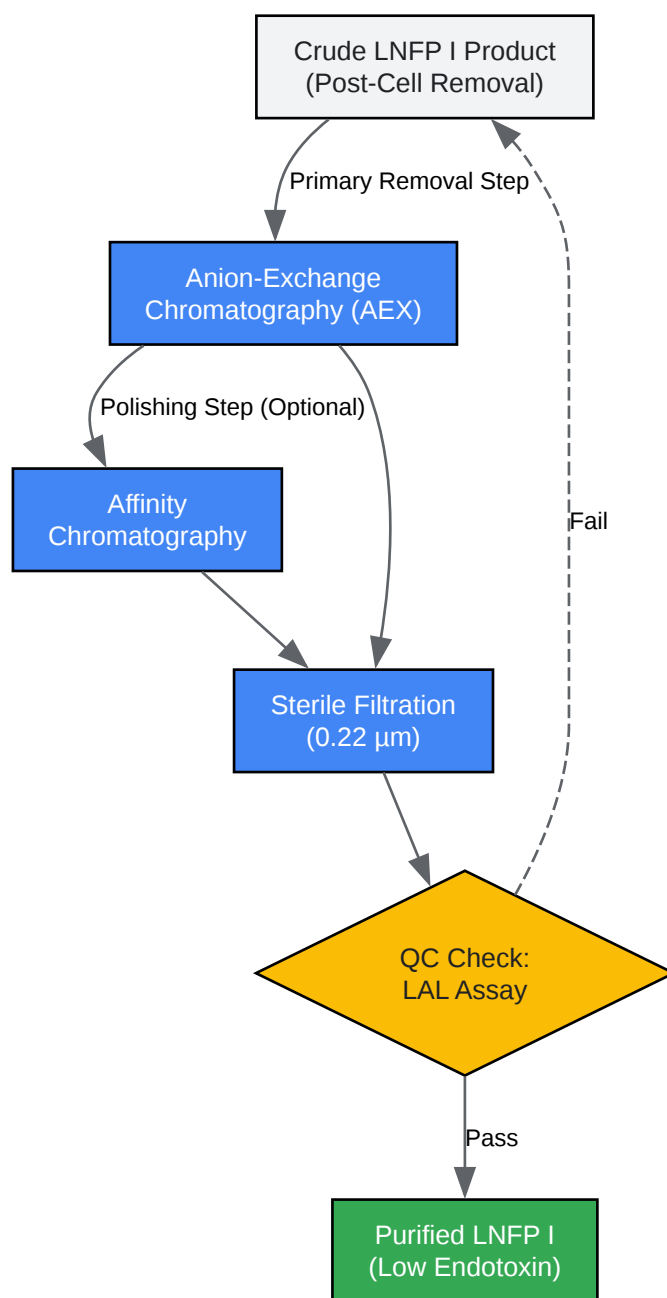 Crude LNFP I Product
(Post-Cell Removal)
Primary Removal Step
Anion-Exchange
Chromatography (AEX)
Polishing Step (Optional)
Affinity
Chromatography
Fail
Sterile Filtration
(0.22 µm)
QC Check:
LAL Assay
Pass
Purified LNFP I
(Low Endotoxin)